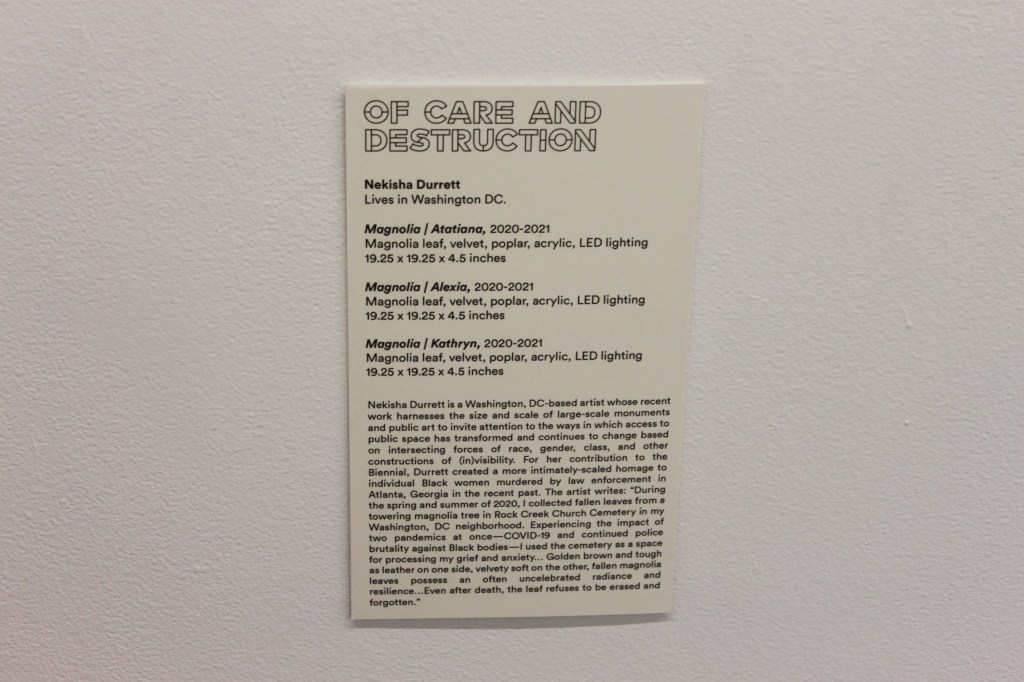 OF CARE AND
DESTRUCTION
Nekisha Durrett
Lives in Washington DC.
Magnolia | Atatiana, 2020-2021
Magnolia leaf, velvet, poplar, acrylic, LED lighting
19.25 x 19.25 x 4.5 inches
Magnolia | Alexia, 2020-2021
Magnolia leaf, velvet, poplar, acrylic, LED lighting
19.25 x 19.25 x 4.5 inches
Magnolia | Kathryn, 2020-2021
Magnolia leaf, velvet, poplar, acrylic, LED lighting
19.25 x 19.25 x 4.5 inches
Nekisha Durrett is a Washington, DC-based artist whose recent
work harnesses the size and scale of large-scale monuments
and public art to invite attention to the ways in which access to
public space has transformed and continues to change based
on intersecting forces of race, gender, class, and other
constructions of (in)visibility. For her contribution to the
Biennial, Durrett created a more intimately-scaled homage to
individual Black women murdered by law enforcement in
Atlanta, Georgia in the recent past. The artist writes: “During
the spring and summer of 2020, I collected fallen leaves from a
towering magnolia tree in Rock Creek Church Cemetery in my
Washington, DC neighborhood. Experiencing the impact of
two pandemics at once—COVID-19 and continued police
brutality against Black bodies—I used the cemetery as a space
for processing my grief and anxiety... Golden brown and tough
as leather on one side, velvety soft on the other, fallen magnolia
leaves possess an often uncelebrated radiance and
resilience...Even after death, the leaf refuses to be erased and
forgotten.”